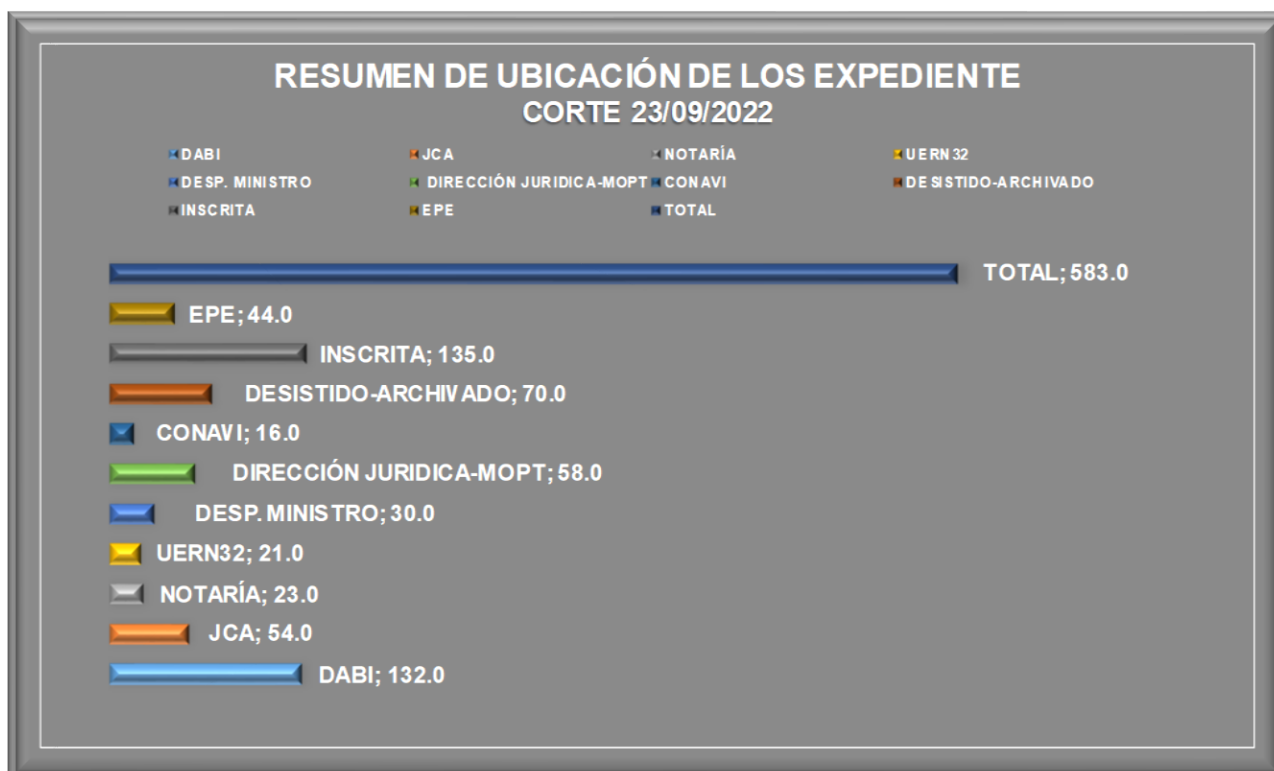 RESUMEN DE UBICACIÓN DE LOS EXPEDIENTE
CORTE 23/09/2022
DABI JCA NOTARÍA UERN32
DESP. MINISTRO DIRECCIÓN JURIDICA-MOPT CONAVI DESISTIDO-ARCHIVADO
INSCRITA EPE TOTAL
TOTAL; 583.0
EPE; 44.0
INSCRITA; 135.0
DESISTIDO-ARCHIVADO; 70.0
CONAVI; 16.0
DIRECCIÓN JURIDICA-MOPT; 58.0
DESP. MINISTRO; 30.0
UERN32; 21.0
NOTARÍA; 23.0
JCA; 54.0
DABI; 132.0